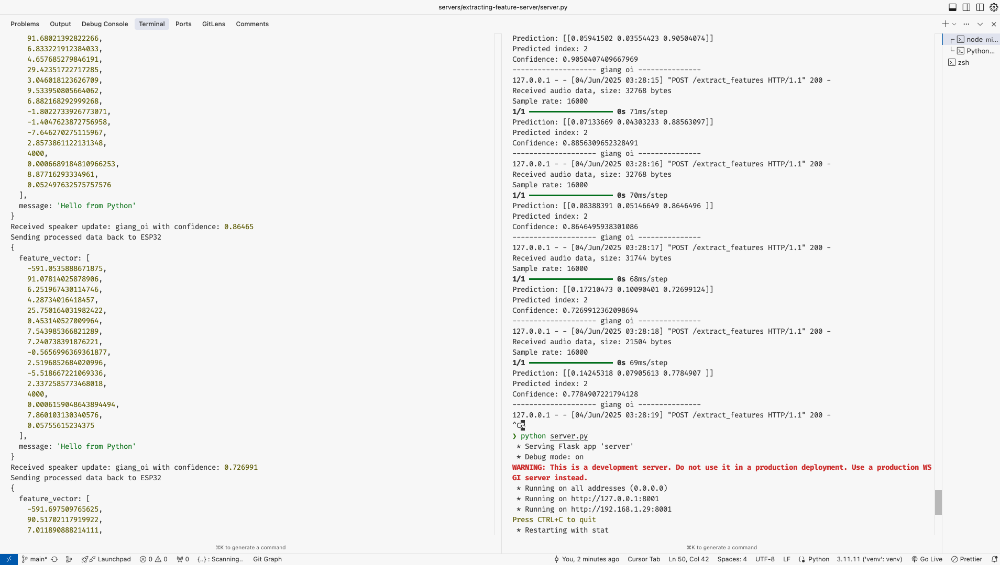 servers/extracting-feature-server/server.py
Problems Output Debug Console Terminal Ports GitLens Comments
91.68021392822266,
6.833221912384033,
4.657685279846191,
29.42351722717285,
3.046018123626709,
9.533950805664062,
6.882168292999268,
-1.8022733926773071,
-1.4047623872756958,
-7.646270275115967,
2.8573861122131348,
4000,
0.0006689184810966253,
8.87716293334961,
0.052497632575757576
],
message: 'Hello from Python'
}
Received speaker update: giang_oi with confidence: 0.86465
Sending processed data back to ESP32
{
feature_vector: [
-591.0535888671875,
91.07814025878906,
6.251967430114746,
4.28734016418457,
25.750164031982422,
0.453140527009964,
7.543985366821289,
7.240738391876221,
-0.5656996369361877,
2.5196852684020996,
-5.518667221069336,
2.3372585773468018,
4000,
0.0006159048643894494,
7.860103130340576,
0.05755615234375
],
message: 'Hello from Python'
}
Received speaker update: giang_oi with confidence: 0.726991
Sending processed data back to ESP32
{
feature_vector: [
-591.697509765625,
90.51702117919922,
7.011890888214111,
⌘K to generate a command
Prediction: [[0.05941502 0.03554423 0.90504074]]
Predicted index: 2
Confidence: 0.9050407409667969
-------------------- giang oi ---------------
127.0.0.1 - - [04/Jun/2025 03:28:15] "POST /extract_features HTTP/1.1" 200 -
Received audio data, size: 32768 bytes
Sample rate: 16000
1/1 ━━━━━━━━━━━━━━━━━━━━ 0s 71ms/step
Prediction: [[0.07133669 0.04303233 0.88563097]]
Predicted index: 2
Confidence: 0.8856309652328491
-------------------- giang oi ---------------
127.0.0.1 - - [04/Jun/2025 03:28:16] "POST /extract_features HTTP/1.1" 200 -
Received audio data, size: 32768 bytes
Sample rate: 16000
1/1 ━━━━━━━━━━━━━━━━━━━━ 0s 70ms/step
Prediction: [[0.08388391 0.05146649 0.8646496 ]]
Predicted index: 2
Confidence: 0.8646495938301086
-------------------- giang oi ---------------
127.0.0.1 - - [04/Jun/2025 03:28:17] "POST /extract_features HTTP/1.1" 200 -
Received audio data, size: 31744 bytes
Sample rate: 16000
1/1 ━━━━━━━━━━━━━━━━━━━━ 0s 68ms/step
Prediction: [[0.17210473 0.10090401 0.72699124]]
Predicted index: 2
Confidence: 0.7269912362098694
-------------------- giang oi ---------------
127.0.0.1 - - [04/Jun/2025 03:28:18] "POST /extract_features HTTP/1.1" 200 -
Received audio data, size: 21504 bytes
Sample rate: 16000
1/1 ━━━━━━━━━━━━━━━━━━━━ 0s 69ms/step
Prediction: [[0.14245318 0.07905613 0.7784907 ]]
Predicted index: 2
Confidence: 0.7784907221794128
-------------------- giang oi ---------------
127.0.0.1 - - [04/Jun/2025 03:28:19] "POST /extract_features HTTP/1.1" 200 -
^C%
❯ python server.py
* Serving Flask app 'server'
* Debug mode: on
WARNING: This is a development server. Do not use it in a production deployment. Use a production WS
GI server instead.
* Running on all addresses (0.0.0.0)
* Running on http://127.0.0.1:8001
* Running on http://192.168.1.29:8001
Press CTRL+C to quit
* Restarting with stat
⌘K to generate a command
node mi...
Python...
zsh
main* Launchpad 0 0 0 {..} : Scanning.. Git Graph You, 2 minutes ago Cursor Tab Ln 50, Col 42 Spaces: 4 UTF-8 LF Python 3.11.11 ('venv': venv) Go Live Prettier